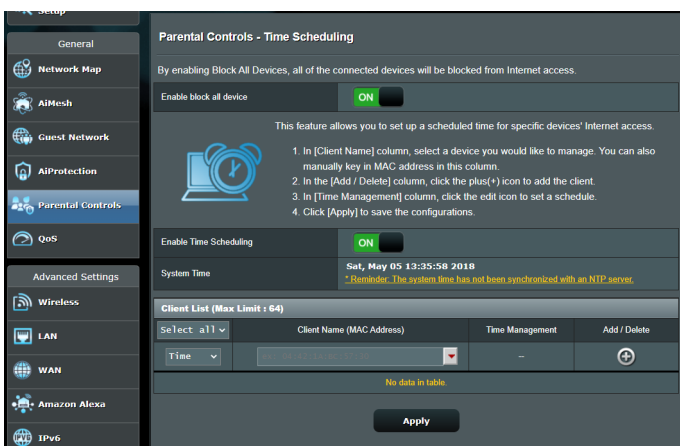 Setup
General
Network Map
AiMesh
Guest Network
AiProtection
Parental Controls
QoS
Advanced Settings
Wireless
LAN
WAN
Amazon Alexa
IPv6
Parental Controls - Time Scheduling
By enabling Block All Devices, all of the connected devices will be blocked from Internet access.
Enable block all device
ON
This feature allows you to set up a scheduled time for specific devices' Internet access.
1. In [Client Name] column, select a device you would like to manage. You can also
manually key in MAC address in this
column.
2. In the [Add / Delete] column, click the plus(+) icon to add the client.
3. In [Time Management] column, click the edit icon to set a schedule.
4. Click [Apply] to save the configurations.
Enable Time Scheduling
ON
System Time
Sat, May 05 13:35:58 2018
* Reminder: The system time has not been synchronized with an NTP server.
Client List (Max Limit : 64)
Select all
Client Name (MAC Address)
Time Management
Add / Delete
Time
–
No data in table.
Apply